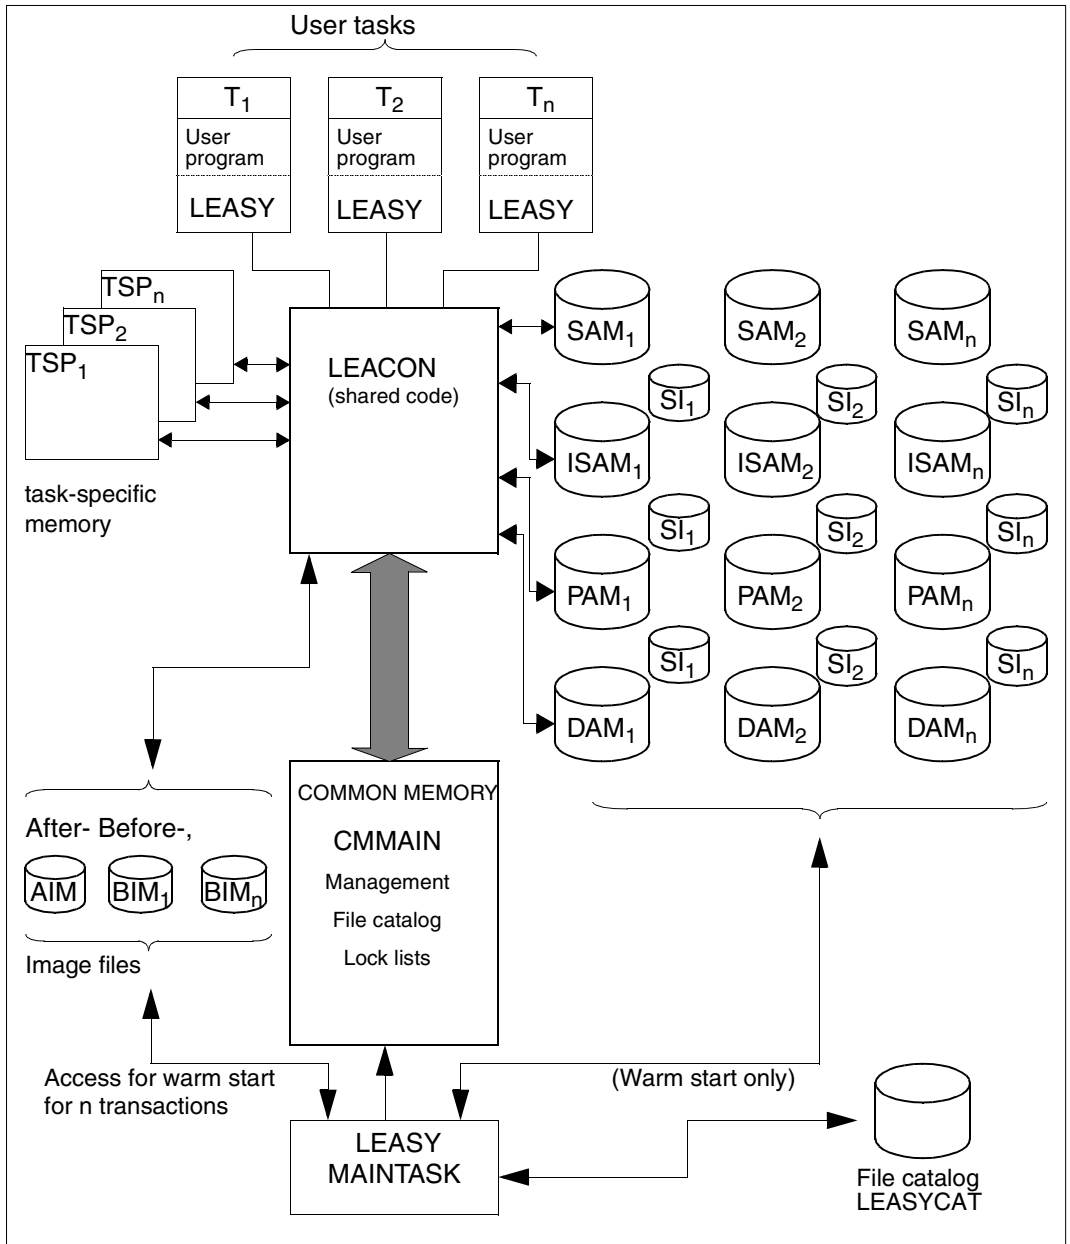 User tasks
T1 T2 Tn
User program User program User program
LEASY LEASY LEASY
TSPn
TSP2
TSP1
task-specific
memory
LEACON
(shared code)
SAM1 SAM2 SAMn
SI1 SI2 SIn
ISAM1 ISAM2 ISAMn
SI1 SI2 SIn
PAM1 PAM2 PAMn
SI1 SI2 SIn
DAM1 DAM2 DAMn
After- Before-,
AIM BIM1 BIMn
Image files
COMMON MEMORY
CMMAIN
Management
File catalog
Lock lists
Access for warm start
for n transactions
(Warm start only)
LEASY
MAINTASK
File catalog
LEASYCAT